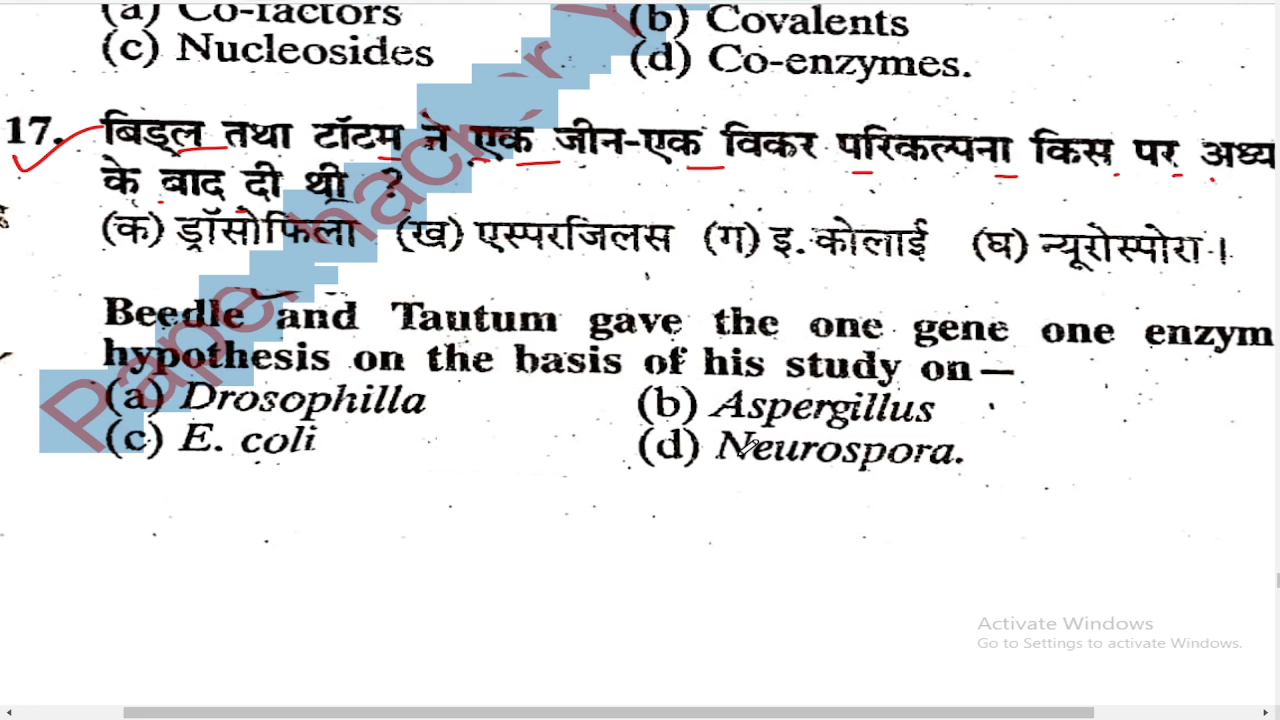 (a) Co-factors (b) Covalents
(c) Nucleosides (d) Co-enzymes.
17. बिड्ल तथा टॉटम ने एक जीन-एक विकर परिकल्पना किस पर अध्य
के बाद दी थी ?
(क) ड्रॉसोफिला (ख) एस्परजिलस (ग) इ. कोलाई (घ) न्यूरोस्पोरा।
Beedle and Tautum gave the one gene one enzym
hypothesis on the basis of his study on—
(a) Drosophilla (b) Aspergillus
(c) E. coli (d) Neurospora.
Activate Windows
Go to Settings to activate Windows.